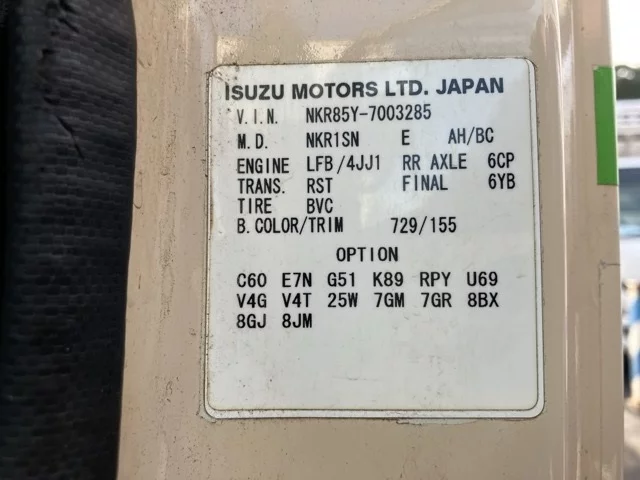 ISUZU MOTORS LTD. JAPAN
V.I.N. NKR85Y-7003285
M.D. NKR1SN E AH/BC
ENGINE LFB/4JJ1 RR AXLE 6CP
TRANS. RST FINAL 6YB
TIRE BVC
B.COLOR/TRIM 729/155
OPTION
C60 E7N G51 K89 RPY U69
V4G V4T 25W 7GM 7GR 8BX
8GJ 8JM